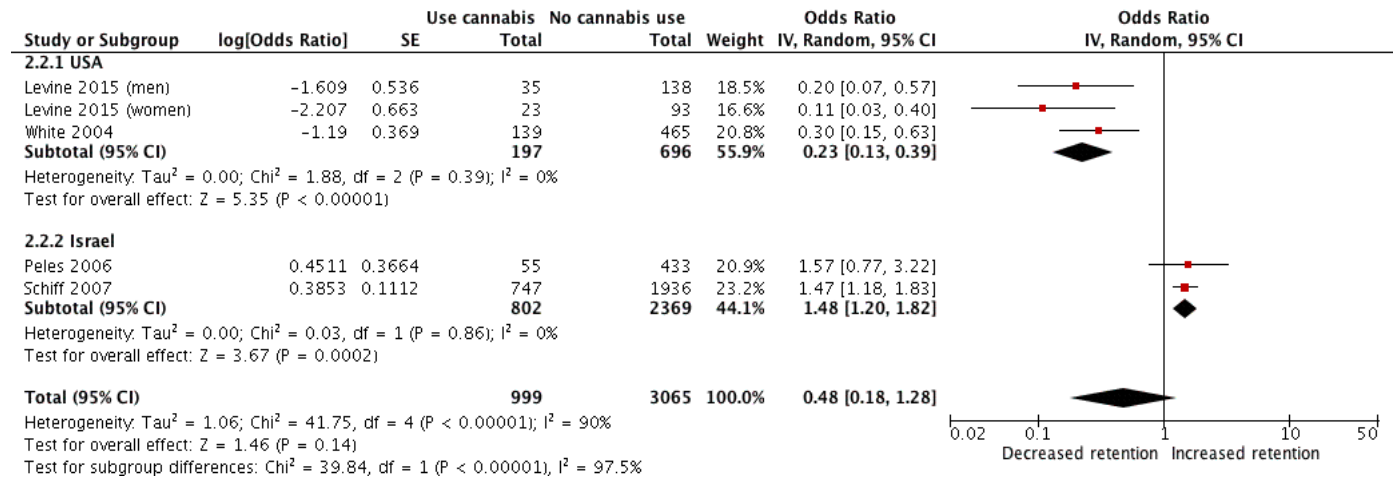 Use cannabis No cannabis use Odds Ratio Odds Ratio
Study or Subgroup log[Odds Ratio] SE Total Total Weight IV, Random, 95% CI IV, Random, 95% CI
2.2.1 USA
Levine 2015 (men) −1.609 0.536 35 138 18.5% 0.20 [0.07, 0.57]
Levine 2015 (women) −2.207 0.663 23 93 16.6% 0.11 [0.03, 0.40]
White 2004 −1.19 0.369 139 465 20.8% 0.30 [0.15, 0.63]
Subtotal (95% CI) 197 696 55.9% 0.23 [0.13, 0.39]
Heterogeneity: Tau² = 0.00; Chi² = 1.88, df = 2 (P = 0.39); I² = 0%
Test for overall effect: Z = 5.35 (P < 0.00001)
2.2.2 Israel
Peles 2006 0.4511 0.3664 55 433 20.9% 1.57 [0.77, 3.22]
Schiff 2007 0.3853 0.1112 747 1936 23.2% 1.47 [1.18, 1.83]
Subtotal (95% CI) 802 2369 44.1% 1.48 [1.20, 1.82]
Heterogeneity: Tau² = 0.00; Chi² = 0.03, df = 1 (P = 0.86); I² = 0%
Test for overall effect: Z = 3.67 (P = 0.0002)
Total (95% CI) 999 3065 100.0% 0.48 [0.18, 1.28]
Heterogeneity: Tau² = 1.06; Chi² = 41.75, df = 4 (P < 0.00001); I² = 90%
Test for overall effect: Z = 1.46 (P = 0.14)
Test for subgroup differences: Chi² = 39.84, df = 1 (P < 0.00001), I² = 97.5%
0.02 0.1 1 10 50
Decreased retention Increased retention